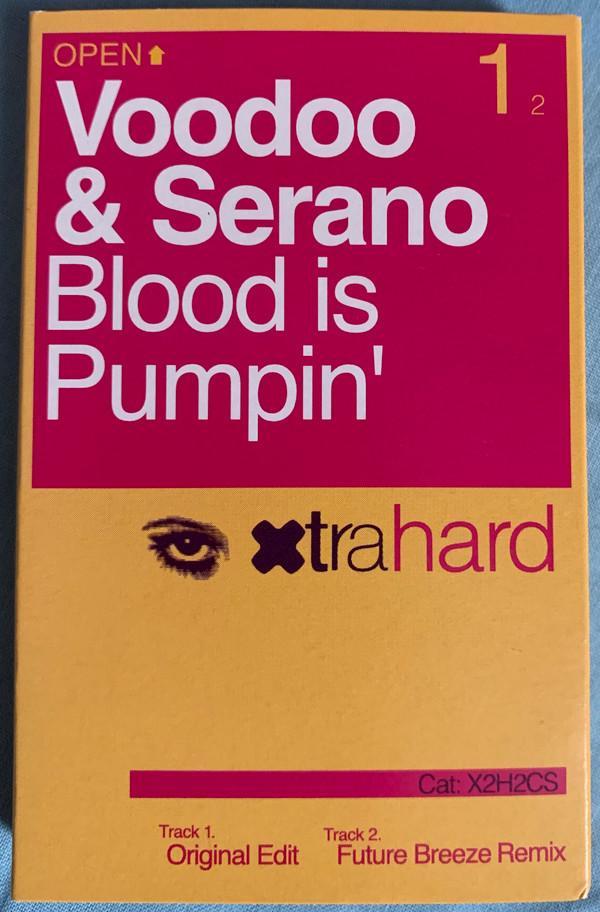 OPEN
1 2
Voodoo
& Serano
Blood is
Pumpin'
xtrahard
Cat: X2H2CS
Track 1.
Original Edit
Track 2.
Future Breeze Remix